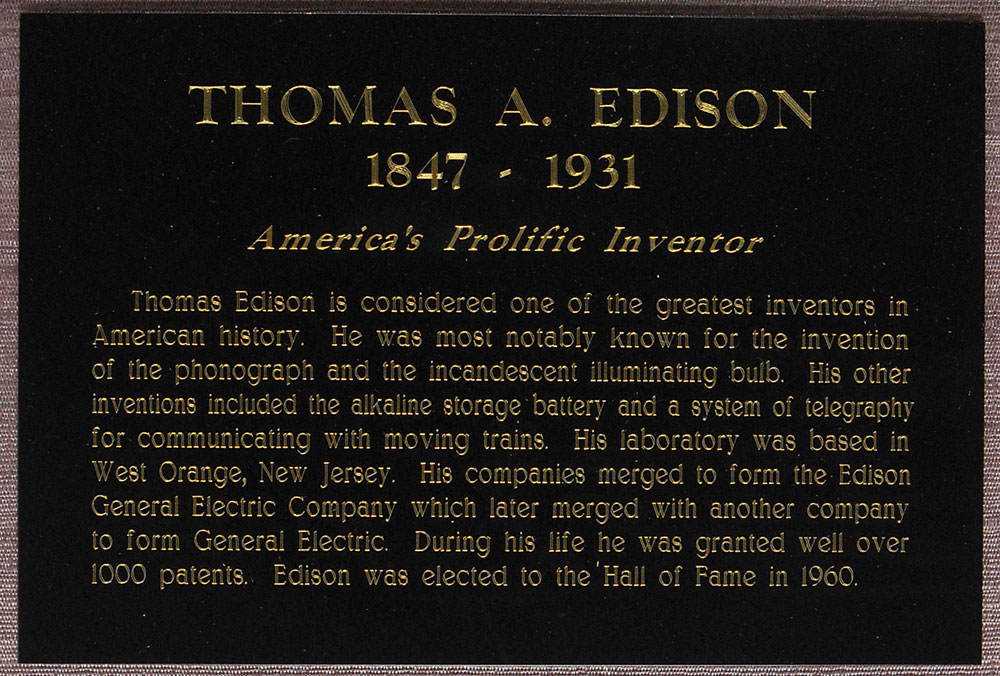 THOMAS A. EDISON
1847 - 1931
America's Prolific Inventor
Thomas Edison is considered one of the greatest inventors in
American history. He was most notably known for the invention
of the phonograph and the incandescent illuminating bulb. His other
inventions included the alkaline storage battery and a system of telegraphy
for communicating with moving trains. His laboratory was based in
West Orange, New Jersey. His companies merged to form the Edison
General Electric Company which later merged with another company
to form General Electric. During his life he was granted well over
1000 patents. Edison was elected to the Hall of Fame in 1960.